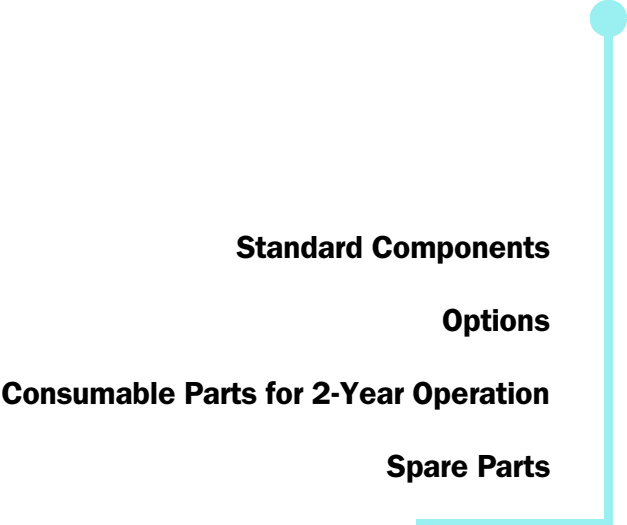 Standard Components
Options
Consumable Parts for 2-Year Operation
Spare Parts